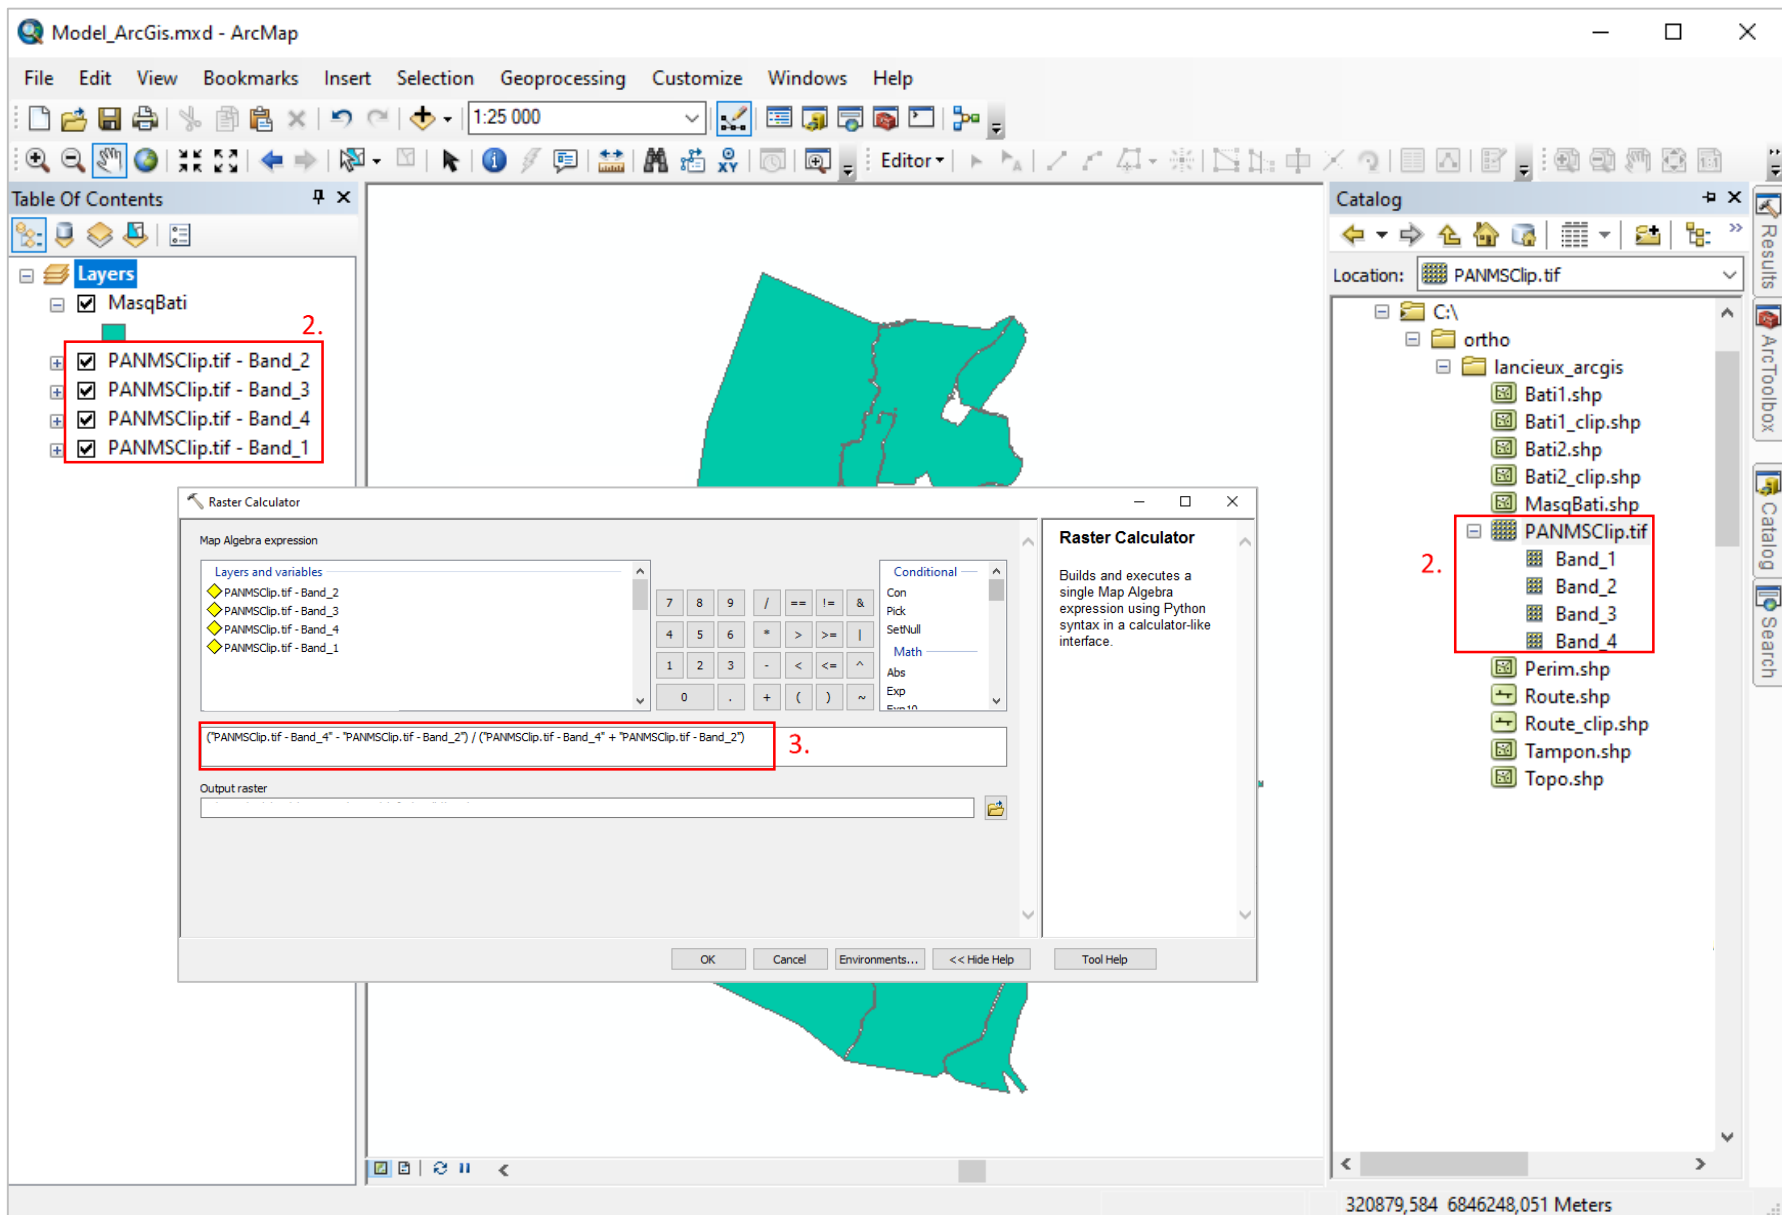 Model_ArcGis.mxd - ArcMap
File Edit View Bookmarks Insert Selection Geoprocessing Customize Windows Help
1:25 000
Editor
Table Of Contents
Layers
MasqBati
2.
PANMSClip.tif - Band_2
PANMSClip.tif - Band_3
PANMSClip.tif - Band_4
PANMSClip.tif - Band_1
Raster Calculator
Map Algebra expression
Layers and variables
PANMSClip.tif - Band_2
PANMSClip.tif - Band_3
PANMSClip.tif - Band_4
PANMSClip.tif - Band_1
7 8 9 / == != &
4 5 6 * > >= |
1 2 3 - < <= ^
0 . + ( ) ~
Conditional
Con
Pick
SetNull
Math
Abs
Exp
Exp10
("PANMSClip.tif - Band_4" - "PANMSClip.tif - Band_2") / ("PANMSClip.tif - Band_4" + "PANMSClip.tif - Band_2")
3.
Output raster
OK Cancel Environments... << Hide Help Tool Help
Raster Calculator
Builds and executes a
single Map Algebra
expression using Python
syntax in a calculator-like
interface.
Catalog
Location: PANMSClip.tif
C:\
ortho
lancieux_arcgis
Bati1.shp
Bati1_clip.shp
Bati2.shp
Bati2_clip.shp
MasqBati.shp
PANMSClip.tif
2.
Band_1
Band_2
Band_3
Band_4
Perim.shp
Route.shp
Route_clip.shp
Tampon.shp
Topo.shp
Results
ArcToolbox
Catalog
Search
320879,584 6846248,051 Meters